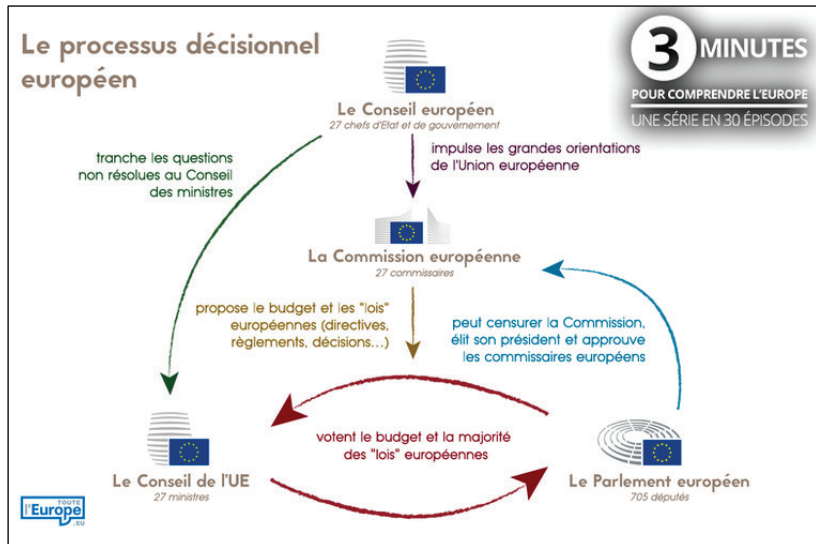 Le processus décisionnel
européen
3 MINUTES
POUR COMPRENDRE L'EUROPE
UNE SÉRIE EN 30 ÉPISODES
Le Conseil européen
27 chefs d'Etat et de gouvernement
tranche les questions
non résolues au Conseil
des ministres
impulse les grandes orientations
de l'Union européenne
La Commission européenne
27 commissaires
propose le budget et les "lois"
européennes (directives,
règlements, décisions...)
peut censurer la Commission,
élit son président et approuve
les commissaires européens
votent le budget et la majorité
des "lois" européennes
Le Conseil de l'UE
27 ministres
Le Parlement européen
705 députés
TOUTE
l'Europe
.EU